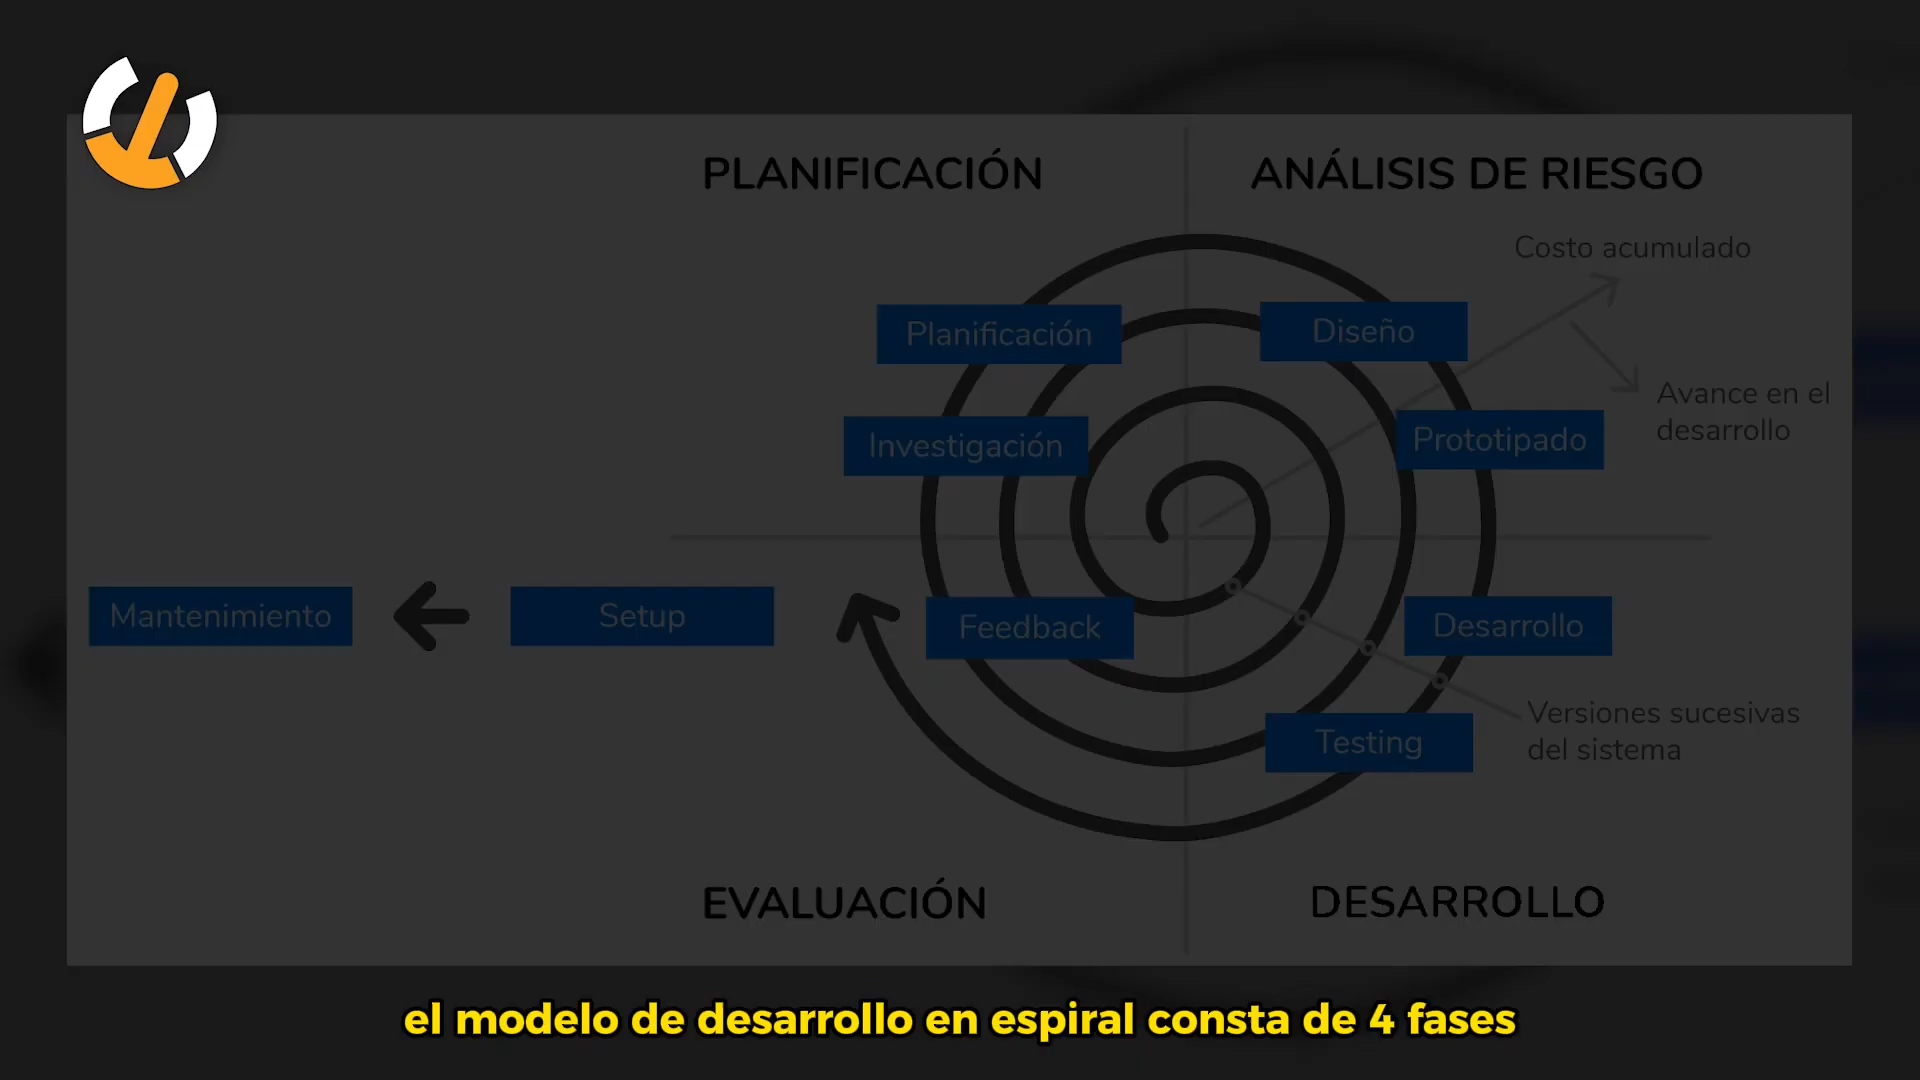 PLANIFICACIÓN
ANÁLISIS DE RIESGO
Costo acumulado
Planificación
Diseño
Avance en el
desarrollo
Investigación
Prototipado
Mantenimiento
Setup
Feedback
Desarrollo
Versiones sucesivas
del sistema
Testing
EVALUACIÓN
DESARROLLO
el modelo de desarrollo en espiral consta de 4 fases